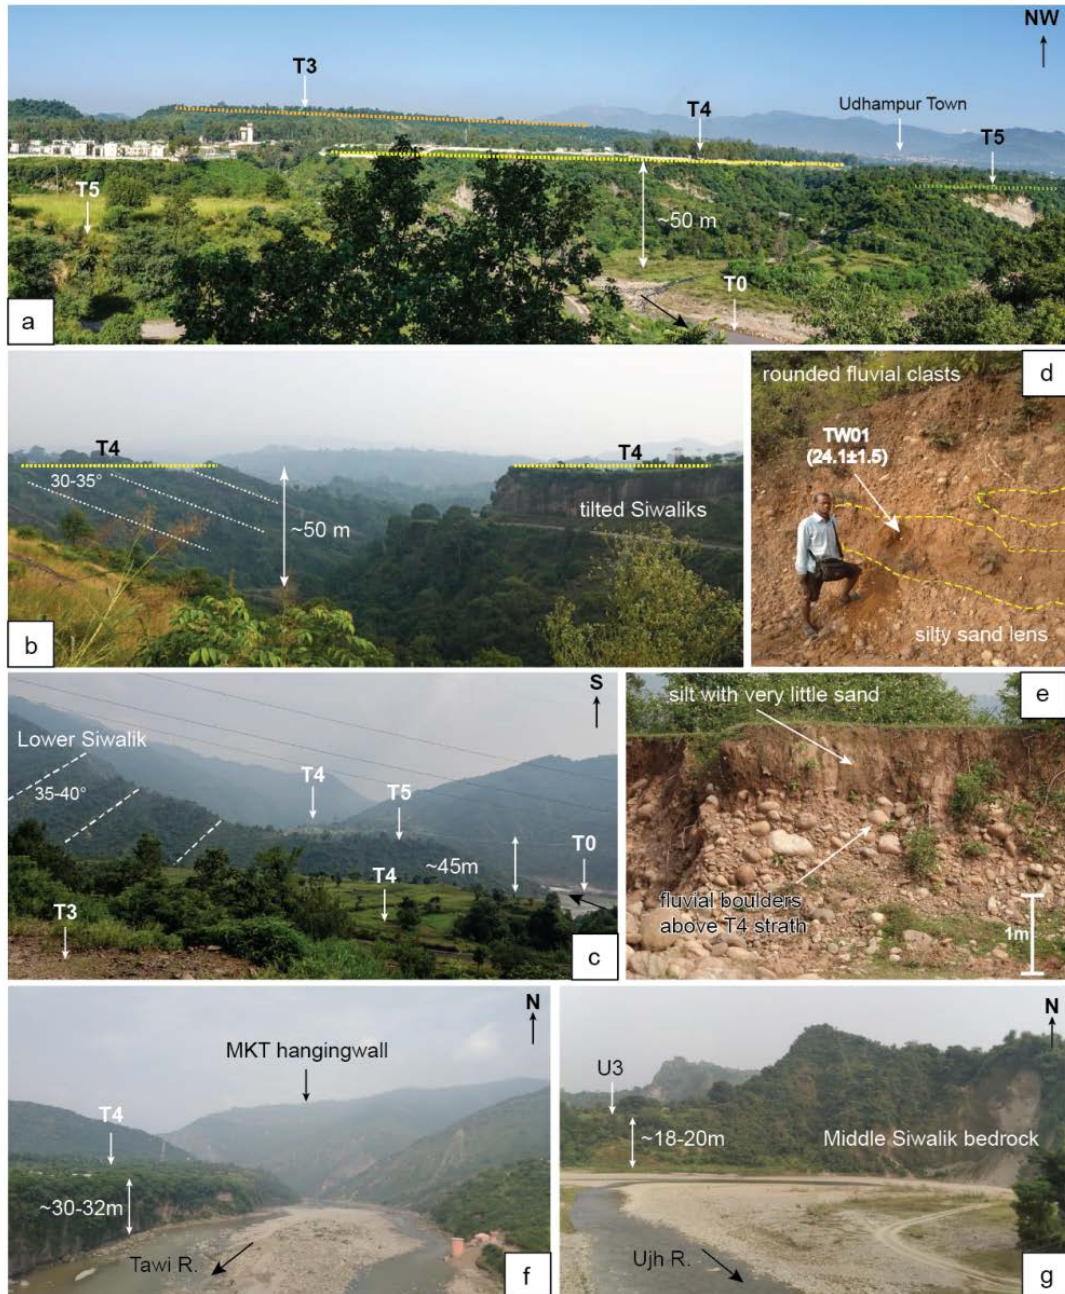 NW
T3
T4
Udhampur Town
T5
T5
~50 m
T0
a
T4
T4
30-35°
~50 m
tilted Siwaliks
b
d
rounded fluvial clasts
TW01
(24.1±1.5)
silty sand lens
S
Lower Siwalik
35-40°
T4
T5
T0
~45m
T4
T3
c
e
silt with very little sand
fluvial boulders
above T4 strath
1m
N
MKT hangingwall
T4
~30-32m
Tawi R.
f
N
U3
~18-20m
Middle Siwalik bedrock
Ujh R.
g